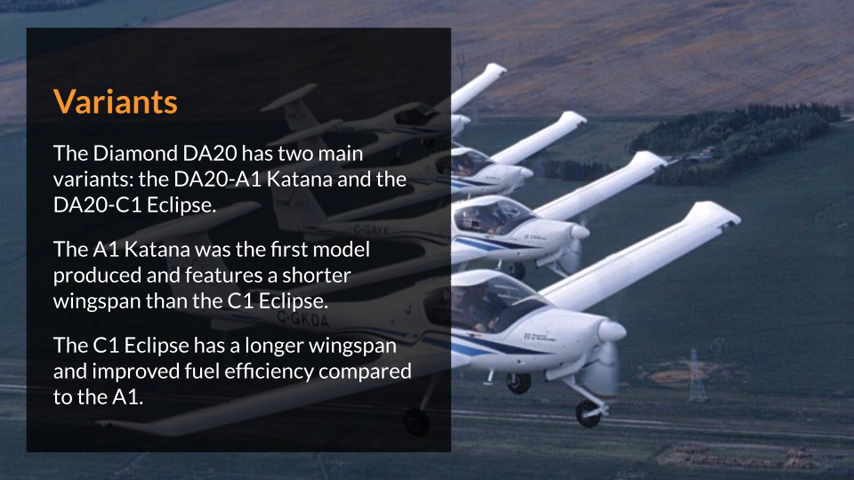 Variants
The Diamond DA20 has two main
variants: the DA20-A1 Katana and the
DA20-C1 Eclipse.
The A1 Katana was the first model
produced and features a shorter
wingspan than the C1 Eclipse.
The C1 Eclipse has a longer wingspan
and improved fuel efficiency compared
to the A1.
C-GAYK
C-GKDA